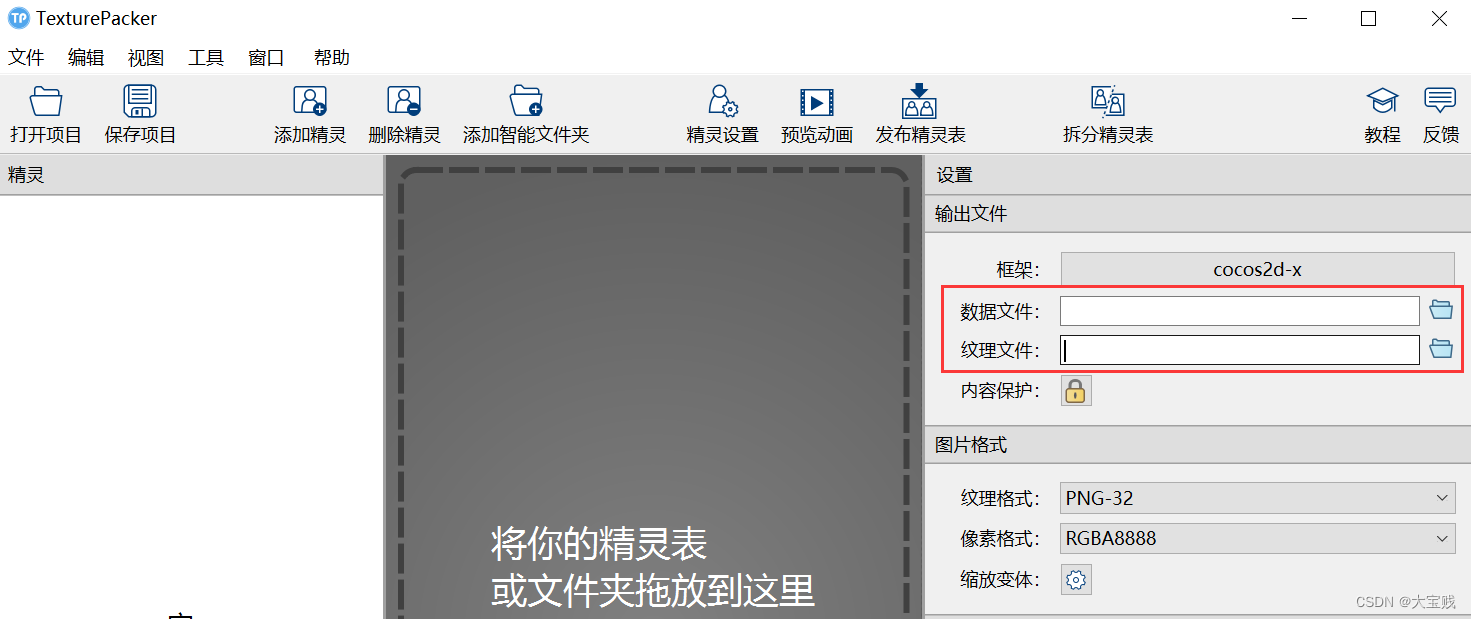 TexturePacker
文件 编辑 视图 工具 窗口 帮助
打开项目 保存项目 添加精灵 删除精灵 添加智能文件夹 精灵设置 预览动画 发布精灵表 拆分精灵表 教程 反馈
精灵
将你的精灵表
或文件夹拖放到这里
设置
输出文件
框架: cocos2d-x
数据文件:
纹理文件:
内容保护:
图片格式
纹理格式: PNG-32
像素格式: RGBA8888
缩放变体:
CSDN @大宝贱